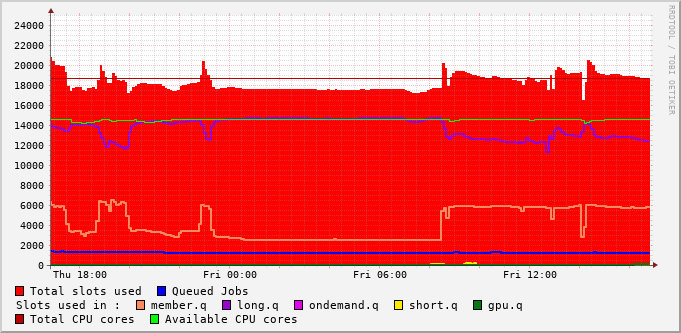 RRDTOOL / TOBI OETIKER
24000
22000
20000
18000
16000
14000
12000
10000
8000
6000
4000
2000
0
Thu 18:00 Fri 00:00 Fri 06:00 Fri 12:00
Total slots used Queued Jobs
Slots used in : member.q long.q ondemand.q short.q gpu.q
Total CPU cores Available CPU cores